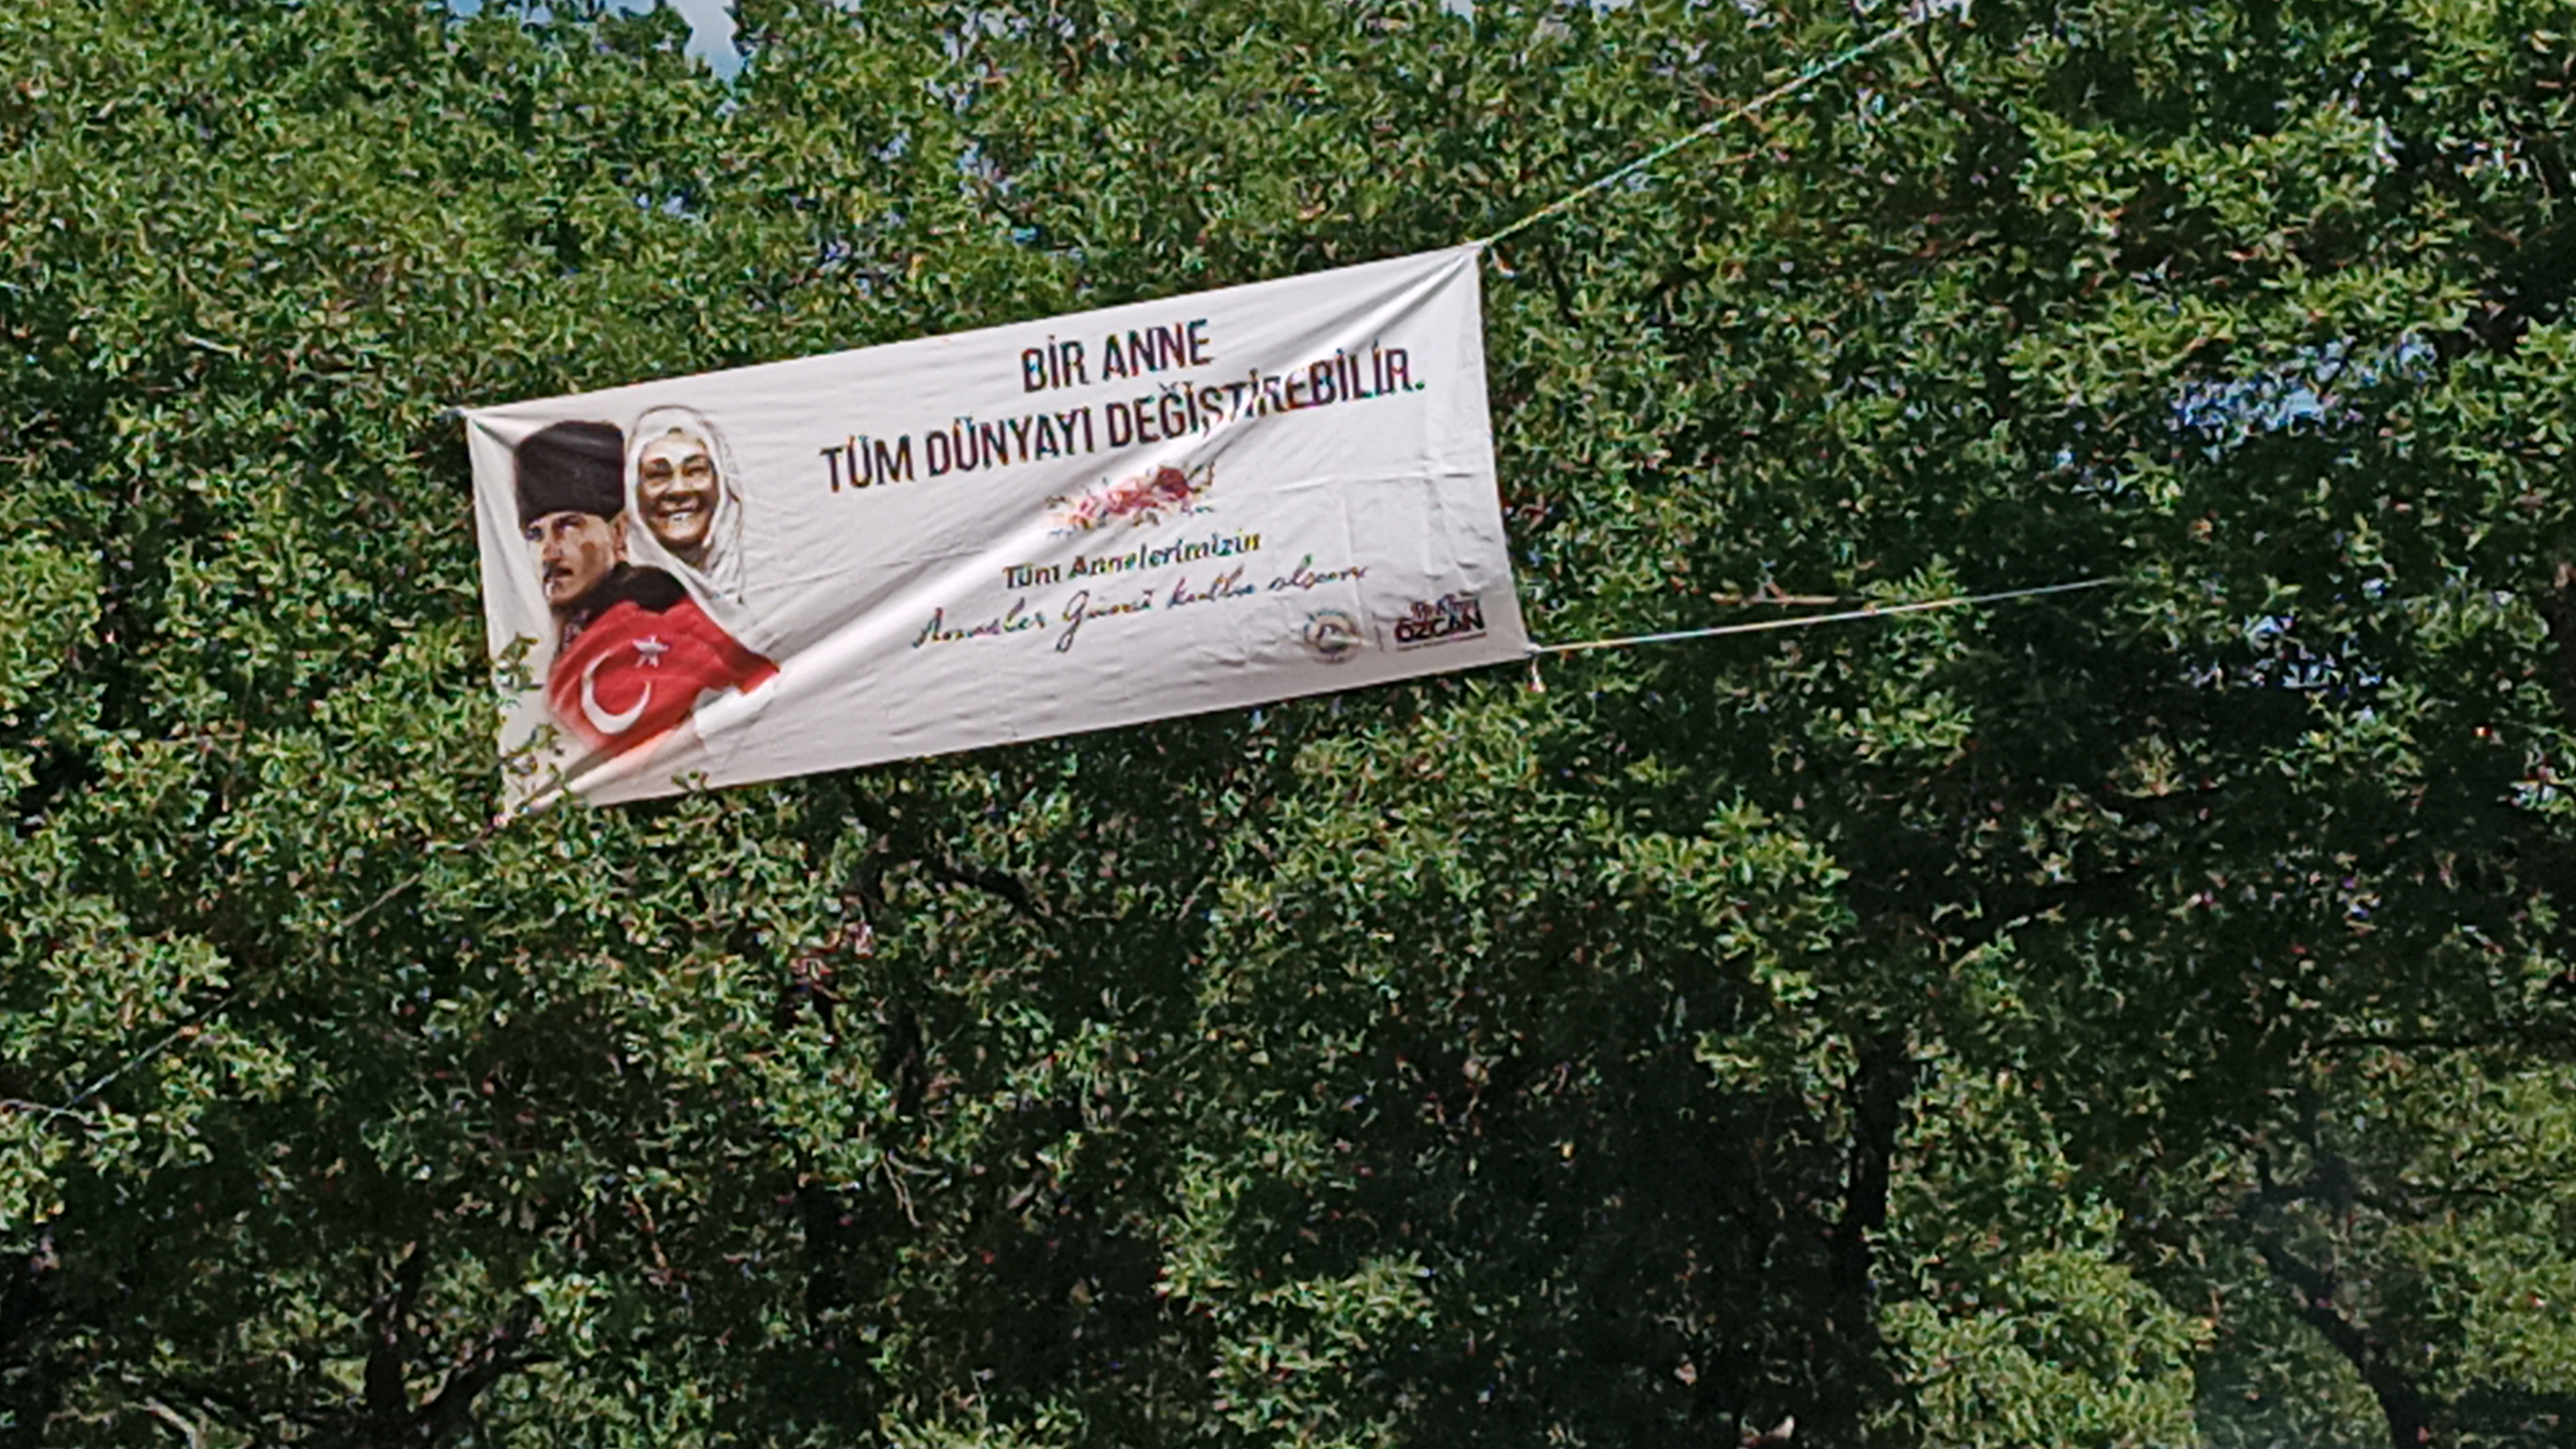 BİR ANNE
TÜM DÜNYAYI DEĞİŞTİREBİLİR.
Tüm Annelerimizin
Anneler Günü kutlu olsun
ÖZCAN